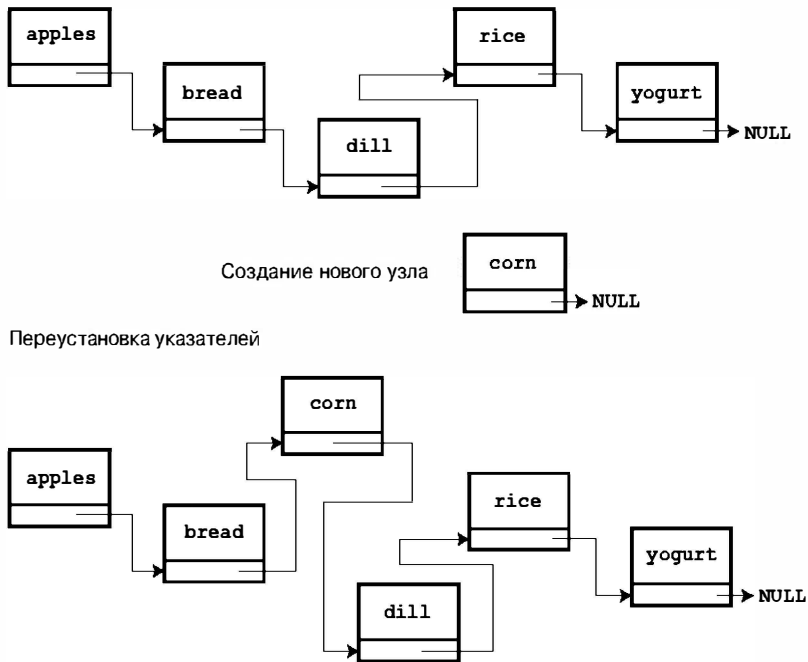 apples
rice
bread
yogurt
dill
NULL
Создание нового узла
corn
NULL
Переустановка указателей
corn
apples
rice
bread
yogurt
dill
NULL